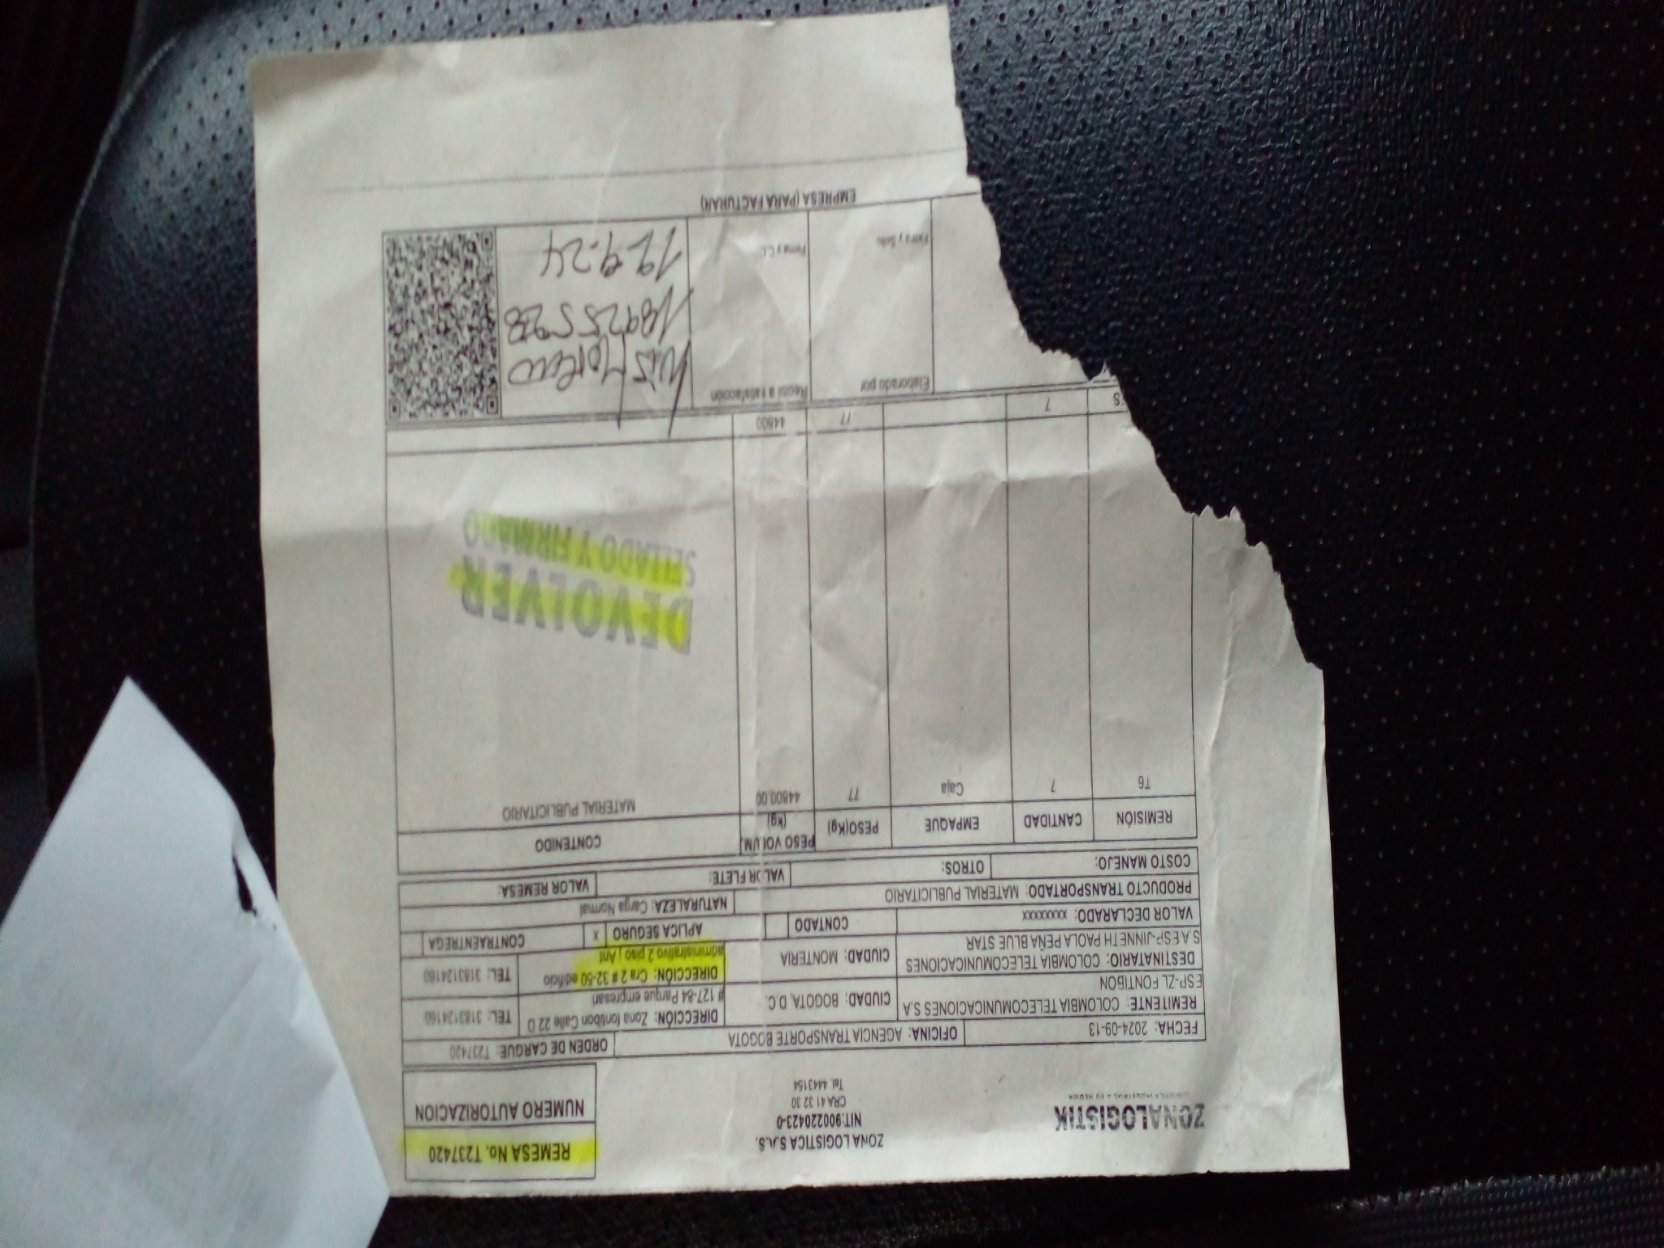 ZONALOGISTIK
ZONA LOGISTICA S.A.S.
NIT:900220423-0
CRA 41 32 30
Tel. 4443154
REMESA No. T237420
NUMERO AUTORIZACION
FECHA: 2024-09-13 OFICINA: AGENCIA TRANSPORTE BOGOTA ORDEN DE CARGUE: T237420
REMITENTE: COLOMBIA TELECOMUNICACIONES S A
ESP-ZL-FONTIBON
CIUDAD: BOGOTA, D.C.
DIRECCIÓN: Zona fontibon Calle 22 D
# 127-84 Parque empresari
TEL: 3183124160
DESTINATARIO: COLOMBIA TELECOMUNICACIONES
S A ESP-JINNETH PAOLA PEÑA BLUE STAR
CIUDAD: MONTERIA
DIRECCIÓN: Cra 2 # 32-50 edificio
administrativo 2 piso ( Ant
TEL: 3183124160
VALOR DECLARADO: xxxxxxxx CONTADO APLICA SEGURO x CONTRAENTREGA
PRODUCTO TRANSPORTADO: MATERIAL PUBLICITARIO NATURALEZA: Carga Normal
COSTO MANEJO: OTROS: VALOR FLETE: VALOR REMESA:
REMISIÓN CANTIDAD EMPAQUE PESO(Kg) PESO VOLUM. (kg) CONTENIDO
T6 7 Caja 77 44800.00 MATERIAL PUBLICITARIO
DEVOLVER
SELLADO Y FIRMADO
7 77 44800
Elaborado por
Firma y Sello
Recibí a satisfacción
Firma y C.C.
Luis Moreno
19-9-24
EMPRESA (PARA FACTURAR)